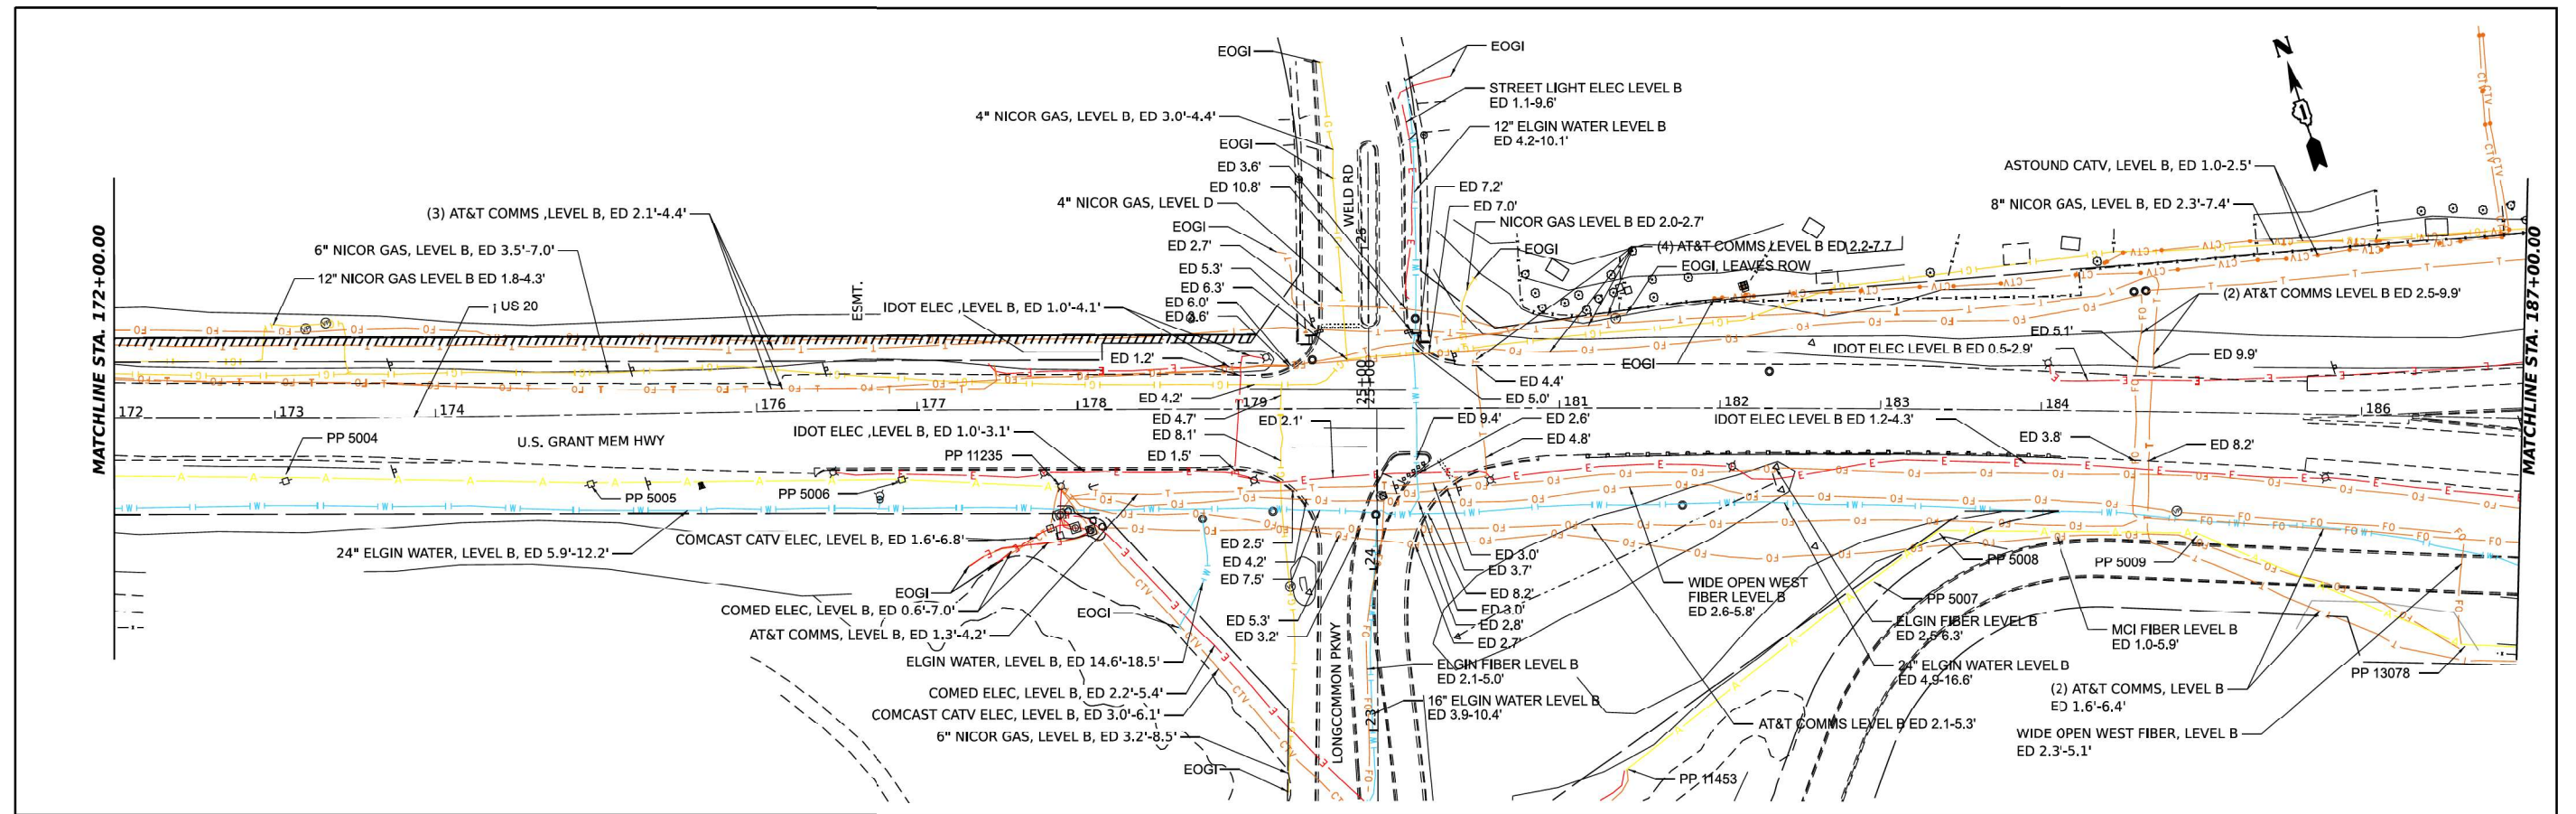 EOGI
EOGI
N
STREET LIGHT ELEC LEVEL B
ED 1.1-9.6'
4" NICOR GAS, LEVEL B, ED 3.0'-4.4'
12" ELGIN WATER LEVEL B
ED 4.2-10.1'
EOGI
ED 3.6'
ED 10.8'
WELD RD
ED 7.2'
ASTOUND CATV, LEVEL B, ED 1.0-2.5'
4" NICOR GAS, LEVEL D
ED 7.0'
8" NICOR GAS, LEVEL B, ED 2.3'-7.4'
(3) AT&T COMMS ,LEVEL B, ED 2.1'-4.4'
EOGI
NICOR GAS LEVEL B ED 2.0-2.7'
MATCHLINE STA. 172+00.00
MATCHLINE STA. 187+00.00
ED 2.7'
6" NICOR GAS, LEVEL B, ED 3.5'-7.0'
EOGI
(4) AT&T COMMS LEVEL B ED 2.2-7.7
26
ED 5.3'
EOGI, LEAVES ROW
12" NICOR GAS LEVEL B ED 1.8-4.3'
ED 6.3'
(2) AT&T COMMS LEVEL B ED 2.5-9.9'
ESMT.
US 20
IDOT ELEC ,LEVEL B, ED 1.0'-4.1'
ED 6.0'
ED 5.1'
IDOT ELEC LEVEL B ED 0.5-2.9'
ED 9.9'
ED 1.2'
EOGI
25+00
25+00
ED 4.4'
ED 4.2'
ED 5.0'
172
173
174
176
177
178
179
181
182
183
184
186
ED 4.7'
ED 2.1'
ED 9.4'
ED 2.6'
IDOT ELEC LEVEL B ED 1.2-4.3'
PP 5004
U.S. GRANT MEM HWY
IDOT ELEC ,LEVEL B, ED 1.0'-3.1'
ED 8.1'
ED 4.8'
ED 3.8'
ED 8.2'
PP 11235
ED 1.5'
PP 5005
PP 5006
24" ELGIN WATER, LEVEL B, ED 5.9'-12.2'
COMCAST CATV ELEC, LEVEL B, ED 1.6'-6.8'
ED 2.5'
ED 4.2'
ED 7.5'
24
ED 3.0'
ED 3.7'
PP 5008
PP 5009
EOGI
COMED ELEC, LEVEL B, ED 0.6'-7.0'
EOGI
ED 8.2'
ED 3.0'
WIDE OPEN WEST
FIBER LEVEL B
ED 2.6-5.8'
PP 5007
AT&T COMMS, LEVEL B, ED 1.3'-4.2'
ED 5.3'
ED 3.2'
ED 2.8'
ED 2.7'
ELGIN FIBER LEVEL B
ED 2.5-6.3'
MCI FIBER LEVEL B
ED 1.0-5.9'
ELGIN WATER, LEVEL B, ED 14.6'-18.5'
ELGIN FIBER LEVEL B
ED 2.1-5.0'
24" ELGIN WATER LEVEL B
ED 4.9-16.6'
PP 13078
COMED ELEC, LEVEL B, ED 2.2'-5.4'
(2) AT&T COMMS, LEVEL B
ED 1.6'-6.4'
COMCAST CATV ELEC, LEVEL B, ED 3.0'-6.1'
LONGCOMMON PKWY
23
16" ELGIN WATER LEVEL B
ED 3.9-10.4'
AT&T COMMS LEVEL B ED 2.1-5.3'
6" NICOR GAS, LEVEL B, ED 3.2'-8.5'
WIDE OPEN WEST FIBER, LEVEL B
ED 2.3'-5.1'
EOGI
PP 11453